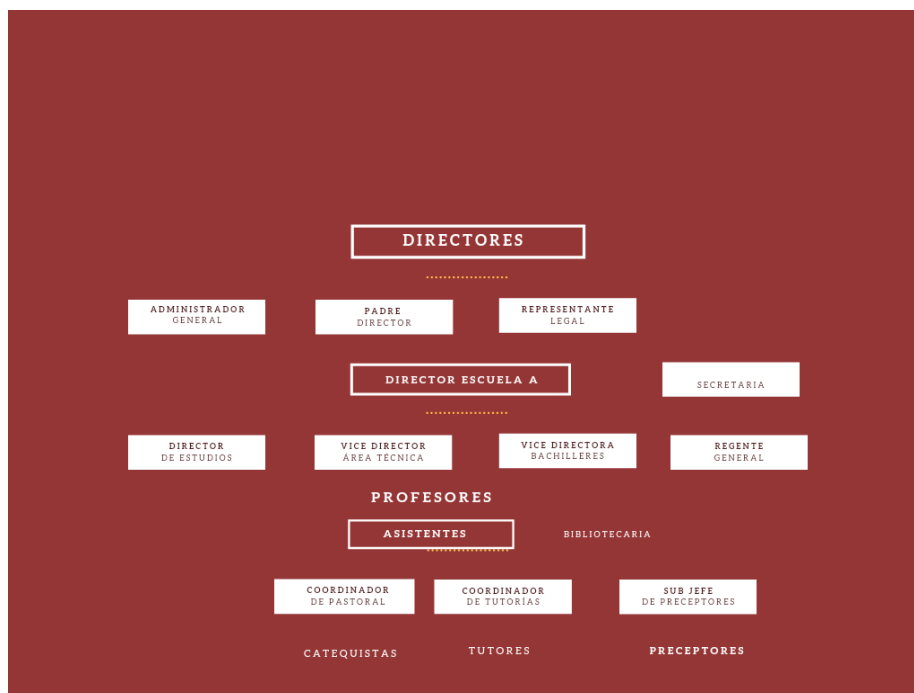 DIRECTORES
ADMINISTRADOR
GENERAL
PADRE
DIRECTOR
REPRESENTANTE
LEGAL
DIRECTOR ESCUELA A
SECRETARIA
DIRECTOR
DE ESTUDIOS
VICE DIRECTOR
ÁREA TÉCNICA
VICE DIRECTORA
BACHILLERES
REGENTE
GENERAL
PROFESORES
ASISTENTES
BIBLIOTECARIA
COORDINADOR
DE PASTORAL
COORDINADOR
DE TUTORÍAS
SUB JEFE
DE PRECEPTORES
CATEQUISTAS
TUTORES
PRECEPTORES